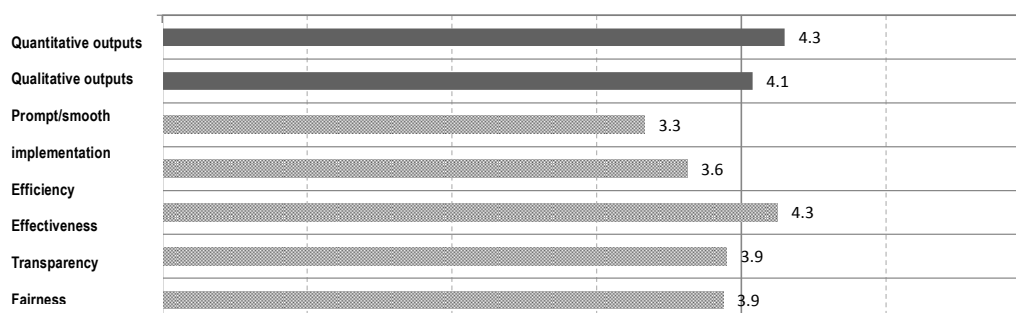 Quantitative outputs
4.3
Qualitative outputs
4.1
Prompt/smooth
implementation
3.3
Efficiency
3.6
Effectiveness
4.3
Transparency
3.9
Fairness
3.9